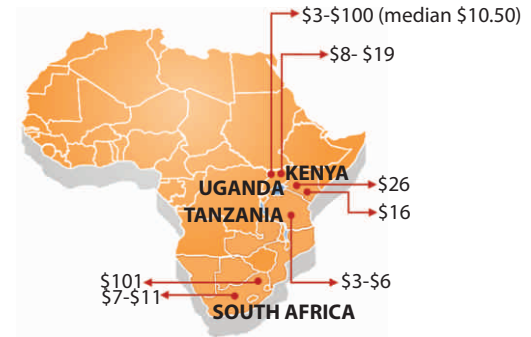 $3-$100 (median $10.50)
$8- $19
KENYA
UGANDA
$26
TANZANIA
$16
$101
$3-$6
$7-$11
SOUTH AFRICA